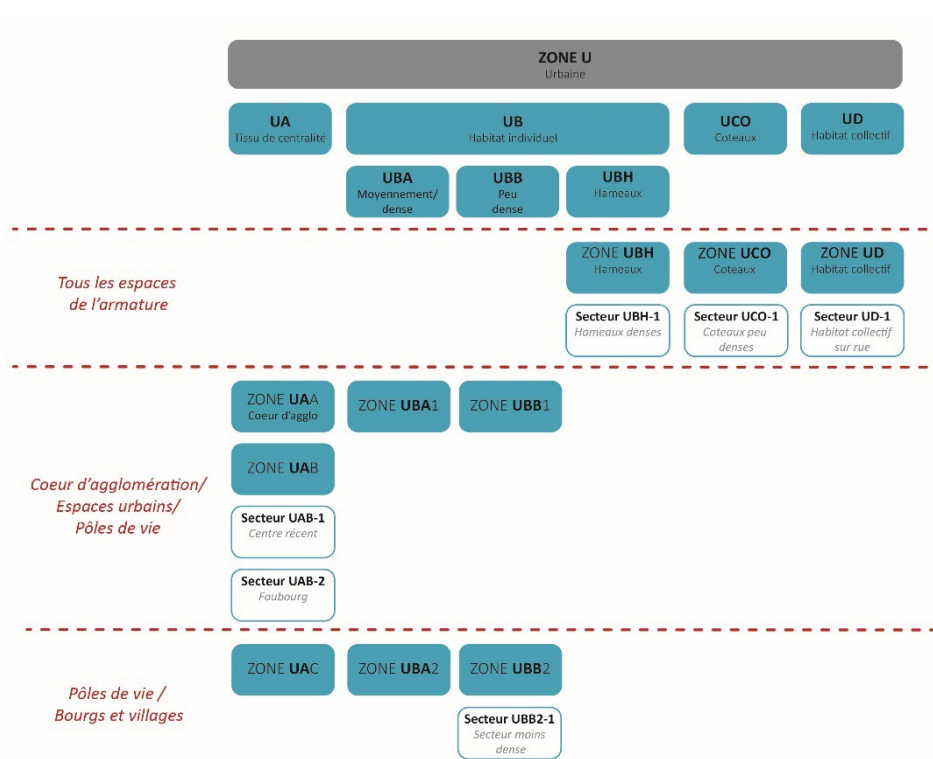 ZONE U
Urbaine
UA
Tissu de centralité
UB
Habitat individuel
UCO
Coteaux
UD
Habitat collectif
UBA
Moyennement/
dense
UBB
Peu
dense
UBH
Hameaux
Tous les espaces
de l'armature
ZONE UBH
Hameaux
ZONE UCO
Coteaux
ZONE UD
Habitat collectif
Secteur UBH-1
Hameaux denses
Secteur UCO-1
Coteaux peu
denses
Secteur UD-1
Habitat collectif
sur rue
Coeur d'agglomération/
Espaces urbains/
Pôles de vie
ZONE UAA
Coeur d'agglo
ZONE UBA1
ZONE UBB1
ZONE UAB
Secteur UAB-1
Centre récent
Secteur UAB-2
Faubourg
Pôles de vie /
Bourgs et villages
ZONE UAC
ZONE UBA2
ZONE UBB2
Secteur UBB2-1
Secteur moins
dense